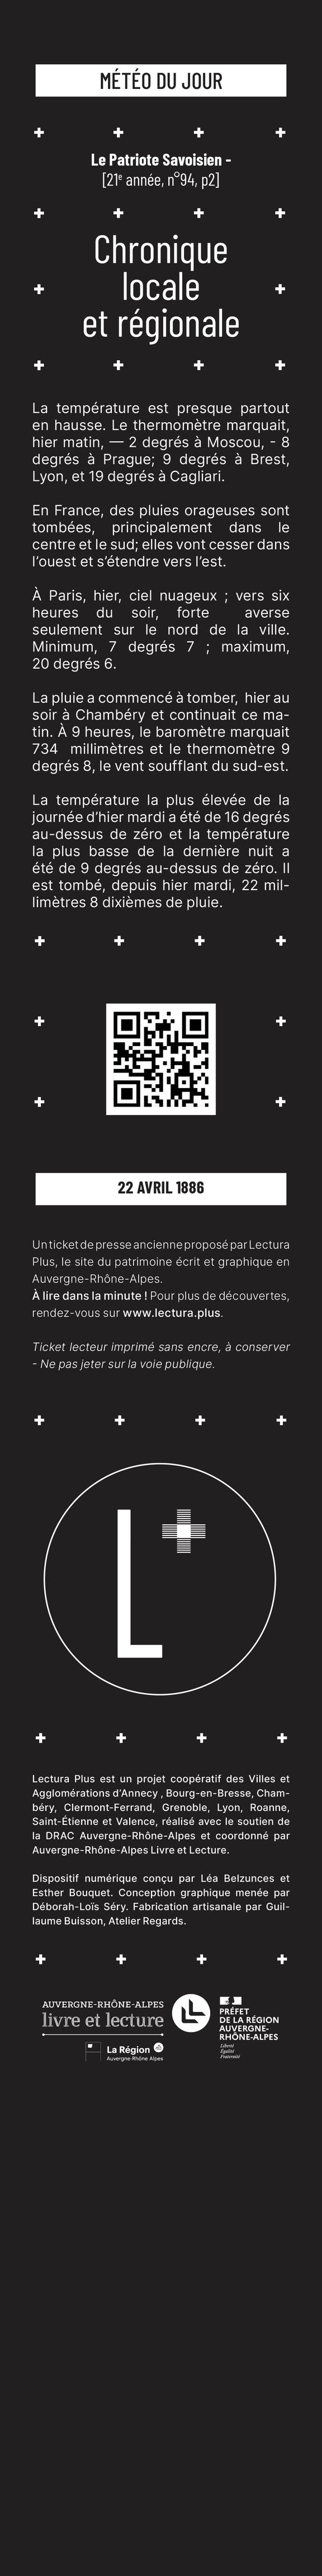 MÉTÉO DU JOUR
Le Patriote Savoisien -
[21e année, n°94, p2]
Chronique
locale
et régionale
La température est presque partout
en hausse. Le thermomètre marquait,
hier matin, — 2 degrés à Moscou, - 8
degrés à Prague; 9 degrés à Brest,
Lyon, et 19 degrés à Cagliari.
En France, des pluies orageuses sont
tombées, principalement dans le
centre et le sud; elles vont cesser dans
l’ouest et s’étendre vers l’est.
À Paris, hier, ciel nuageux ; vers six
heures du soir, forte averse
seulement sur le nord de la ville.
Minimum, 7 degrés 7 ; maximum,
20 degrés 6.
La pluie a commencé à tomber, hier au
soir à Chambéry et continuait ce ma-
tin. À 9 heures, le baromètre marquait
734 millimètres et le thermomètre 9
degrés 8, le vent soufflant du sud-est.
La température la plus élevée de la
journée d’hier mardi a été de 16 degrés
au-dessus de zéro et la température
la plus basse de la dernière nuit a
été de 9 degrés au-dessus de zéro. Il
est tombé, depuis hier mardi, 22 mil-
limètres 8 dixièmes de pluie.
22 AVRIL 1886
Un ticket de presse ancienne proposé par Lectura
Plus, le site du patrimoine écrit et graphique en
Auvergne-Rhône-Alpes.
À lire dans la minute ! Pour plus de découvertes,
rendez-vous sur www.lectura.plus.
Ticket lecteur imprimé sans encre, à conserver
- Ne pas jeter sur la voie publique.
L+
Lectura Plus est un projet coopératif des Villes et
Agglomérations d’Annecy , Bourg-en-Bresse, Cham-
béry, Clermont-Ferrand, Grenoble, Lyon, Roanne,
Saint-Étienne et Valence, réalisé avec le soutien de
la DRAC Auvergne-Rhône-Alpes et coordonné par
Auvergne-Rhône-Alpes Livre et Lecture.
Dispositif numérique conçu par Léa Belzunces et
Esther Bouquet. Conception graphique menée par
Déborah-Loïs Séry. Fabrication artisanale par Guil-
laume Buisson, Atelier Regards.
AUVERGNE-RHÔNE-ALPES
livre et lecture
La Région
Auvergne-Rhône Alpes
PRÉFET
DE LA RÉGION
AUVERGNE-
RHÔNE-ALPES
Liberté
Égalité
Fraternité